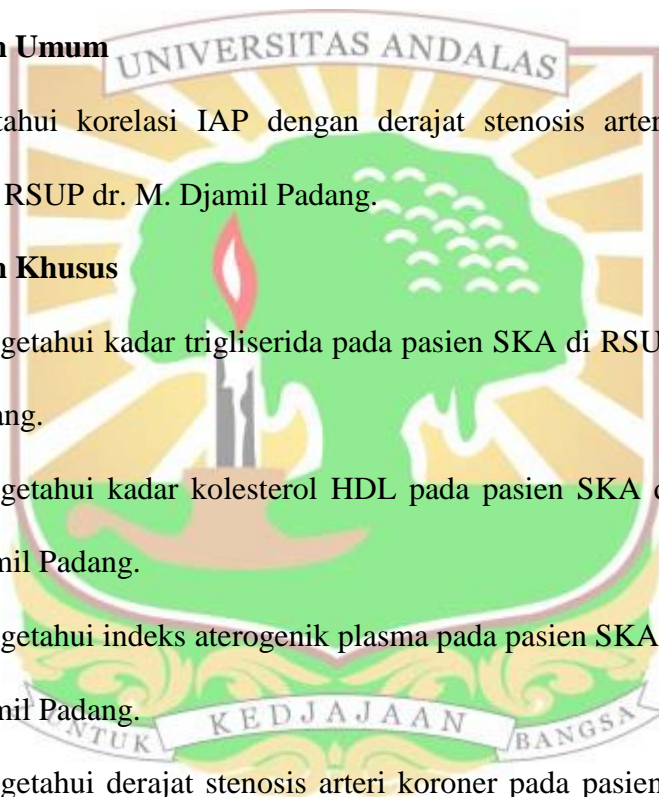 n Umum
UNIVERSITAS ANDALAS
tahui korelasi IAP dengan derajat stenosis arter
RSUP dr. M. Djamil Padang.
n Khusus
getahui kadar trigliserida pada pasien SKA di RSU
ang.
getahui kadar kolesterol HDL pada pasien SKA d
mil Padang.
getahui indeks aterogenik plasma pada pasien SKA
mil Padang.
UNTUK KEDJAJAAN BANGSA
getahui derajat stenosis arteri koroner pada pasien